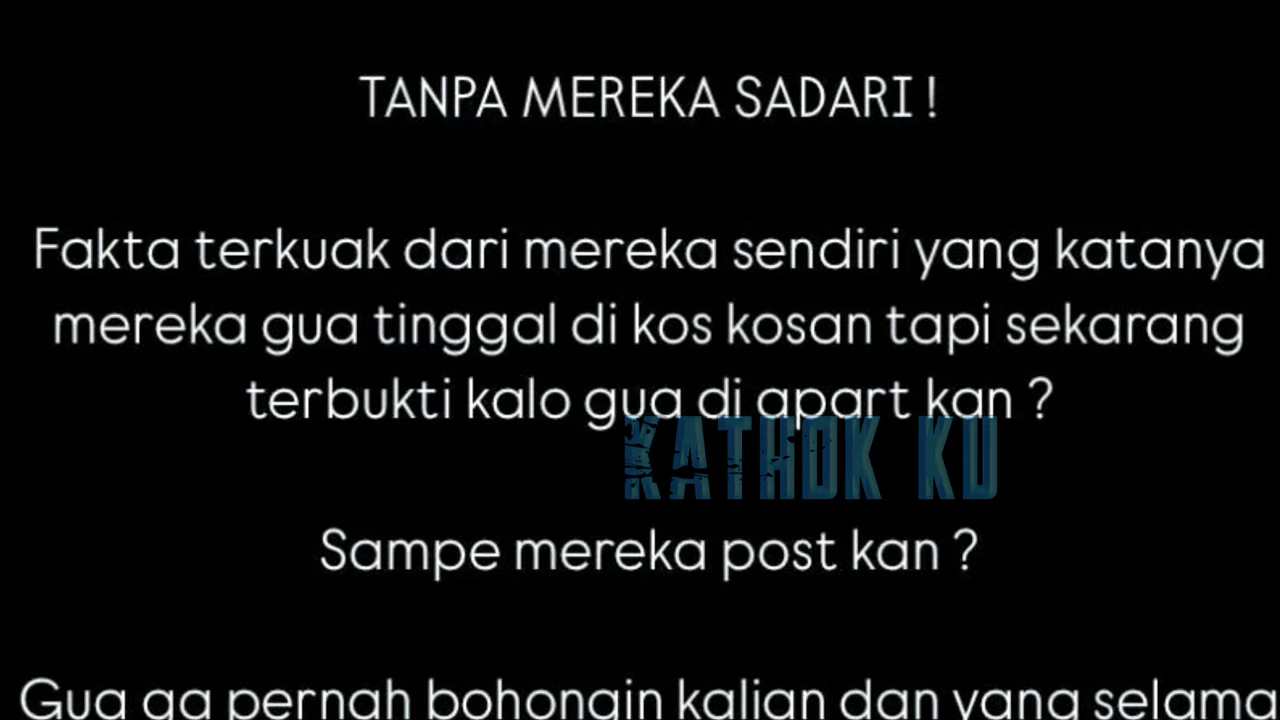 TANPA MEREKA SADARI !
Fakta terkuak dari mereka sendiri yang katanya
mereka gua tinggal di kos kosan tapi sekarang
terbukti kalo gua di apart kan ?
KATHOK KU
Sampe mereka post kan ?
Gua ga pernah bohongin kalian dan yang selama